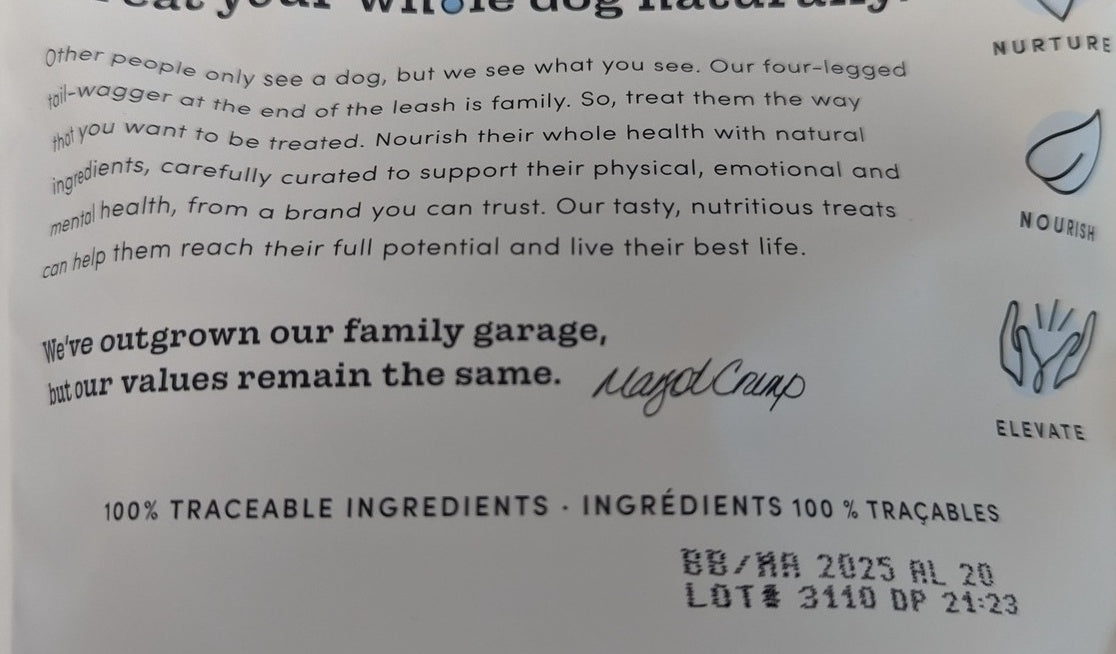 your whole dog naturally.
NURTURE
Other people only see a dog, but we see what you see. Our four-legged
tail-wagger at the end of the leash is family. So, treat them the way
that you want to be treated. Nourish their whole health with natural
ingredients, carefully curated to support their physical, emotional and
mental health, from a brand you can trust. Our tasty, nutritious treats
can help them reach their full potential and live their best life.
NOURISH
We've outgrown our family garage,
but our values remain the same.
ELEVATE
100% TRACEABLE INGREDIENTS · INGRÉDIENTS 100 % TRAÇABLES
BB/MA 2025 AL 20
LOT# 3110 DP 21:23